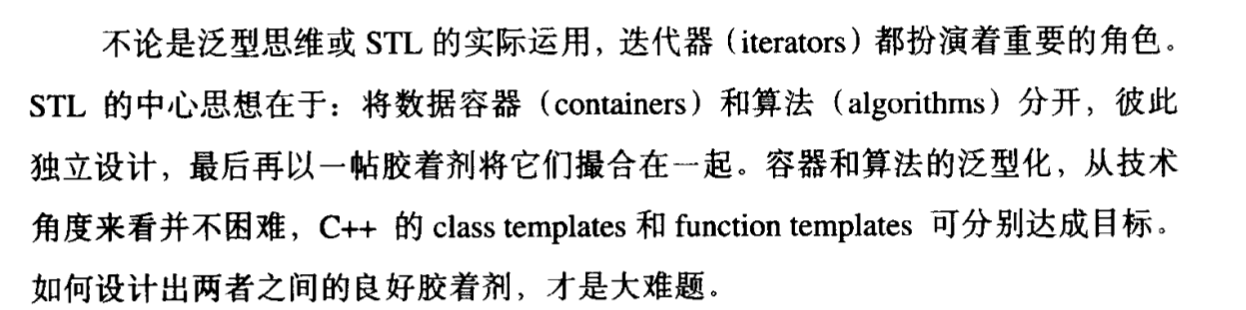 不论是泛型思维或 STL 的实际运用，迭代器（iterators）都扮演着重要的角色。
STL 的中心思想在于：将数据容器（containers）和算法（algorithms）分开，彼此
独立设计，最后再以一帖胶着剂将它们撮合在一起。容器和算法的泛型化，从技术
角度来看并不困难，C++ 的 class templates 和 function templates 可分别达成目标。
如何设计出两者之间的良好胶着剂，才是大难题。